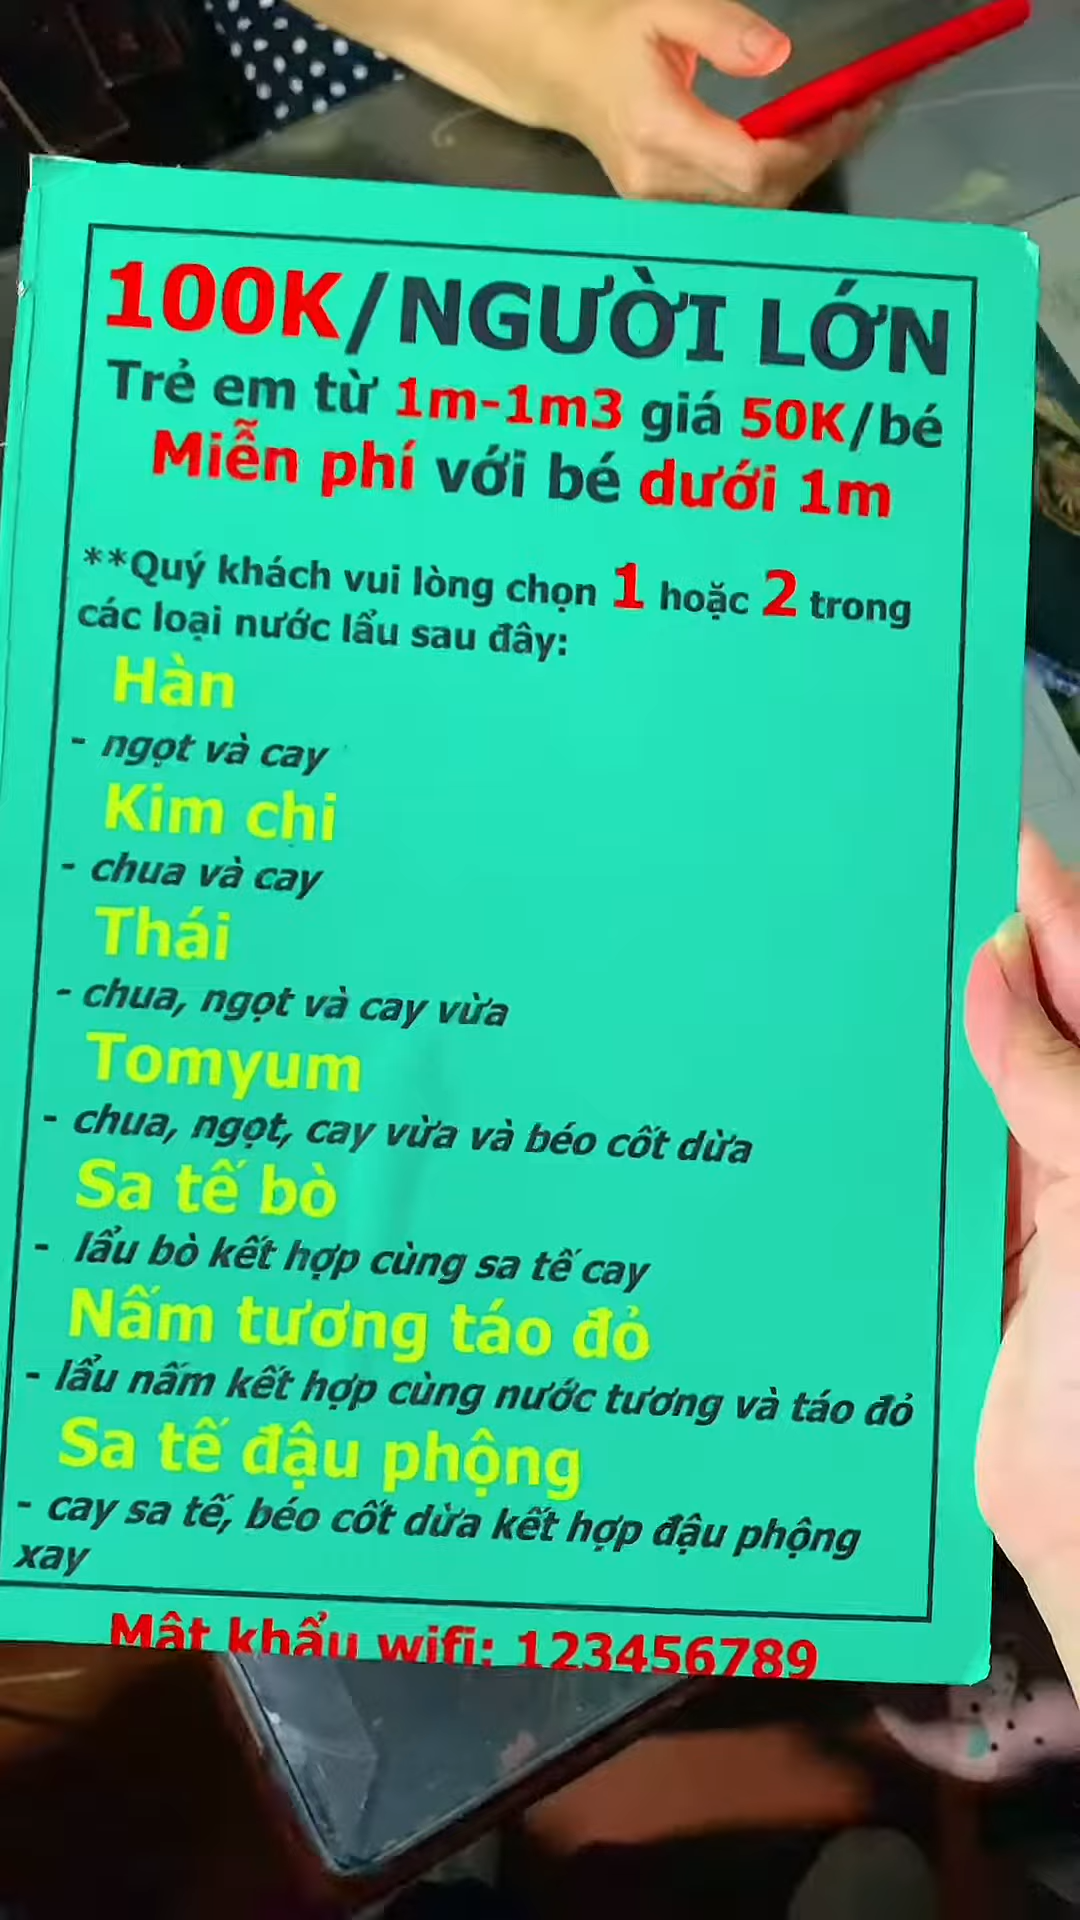 100K/NGƯỜI LỚN
Trẻ em từ 1m-1m3 giá 50K/bé
Miễn phí với bé dưới 1m
**Quý khách vui lòng chọn 1 hoặc 2 trong
các loại nước lẩu sau đây:
Hàn
- ngọt và cay
Kim chi
- chua và cay
Thái
- chua, ngọt và cay vừa
Tomyum
- chua, ngọt, cay vừa và béo cốt dừa
Sa tế bò
- lẩu bò kết hợp cùng sa tế cay
Nấm tương táo đỏ
- lẩu nấm kết hợp cùng nước tương và táo đỏ
Sa tế đậu phộng
- cay sa tế, béo cốt dừa kết hợp đậu phộng
xay
Mật khẩu wifi: 123456789